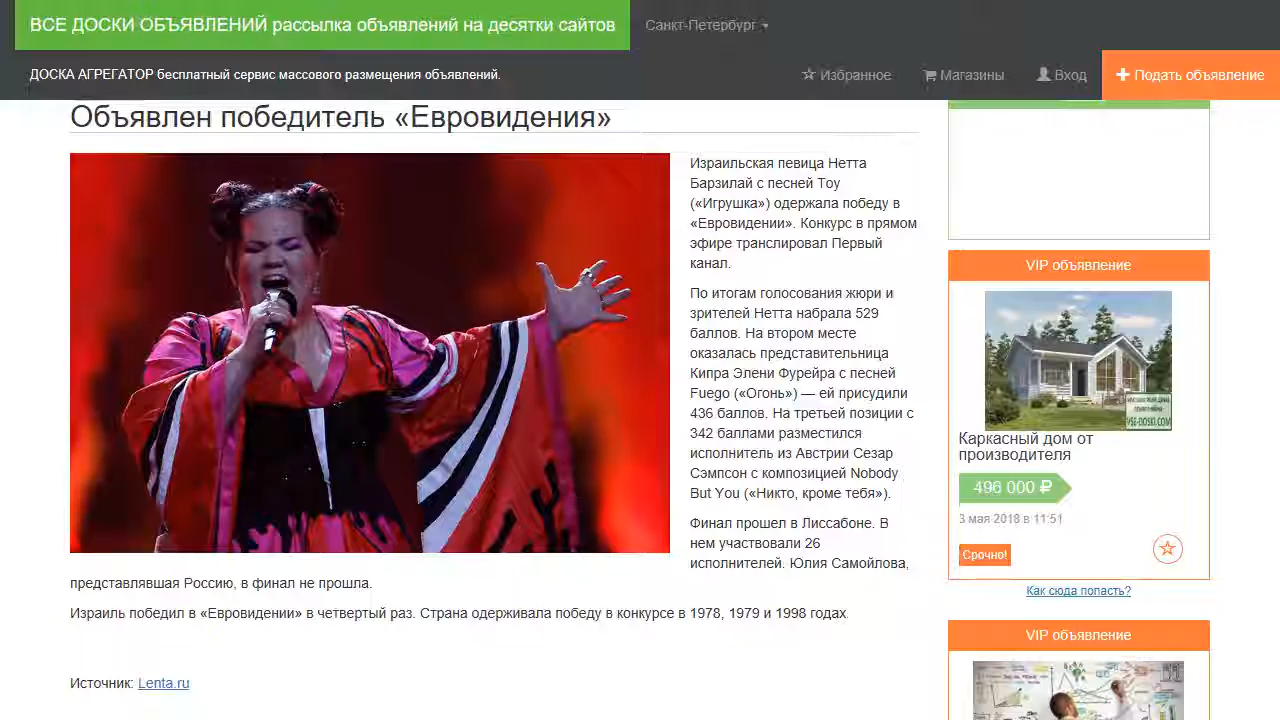 ВСЕ ДОСКИ ОБЪЯВЛЕНИЙ рассылка объявлений на десятки сайтов
Санкт-Петербург
ДОСКА АГРЕГАТОР бесплатный сервис массового размещения объявлений.
Избранное
Магазины
Вход
Подать объявление
Объявлен победитель «Евровидения»
Израильская певица Нетта
Барзилай с песней Toy
(«Игрушка») одержала победу в
«Евровидении». Конкурс в прямом
эфире транслировал Первый
канал.
По итогам голосования жюри и
зрителей Нетта набрала 529
баллов. На втором месте
оказалась представительница
Кипра Элени Фурейра с песней
Fuego («Огонь») — ей присудили
436 баллов. На третьей позиции с
342 баллами разместился
исполнитель из Австрии Сезар
Сэмпсон с композицией Nobody
But You («Никто, кроме тебя»).
Финал прошел в Лиссабоне. В
нем участвовали 26
исполнителей. Юлия Самойлова,
представлявшая Россию, в финал не прошла.
Израиль победил в «Евровидении» в четвертый раз. Страна одерживала победу в конкурсе в 1978, 1979 и 1998 годах.
Источник: Lenta.ru
VIP объявление
VSE-DOSKI.COM
Каркасный дом от
производителя
496 000 ₽
3 мая 2018 в 11:51
Срочно!
Как сюда попасть?
VIP объявление